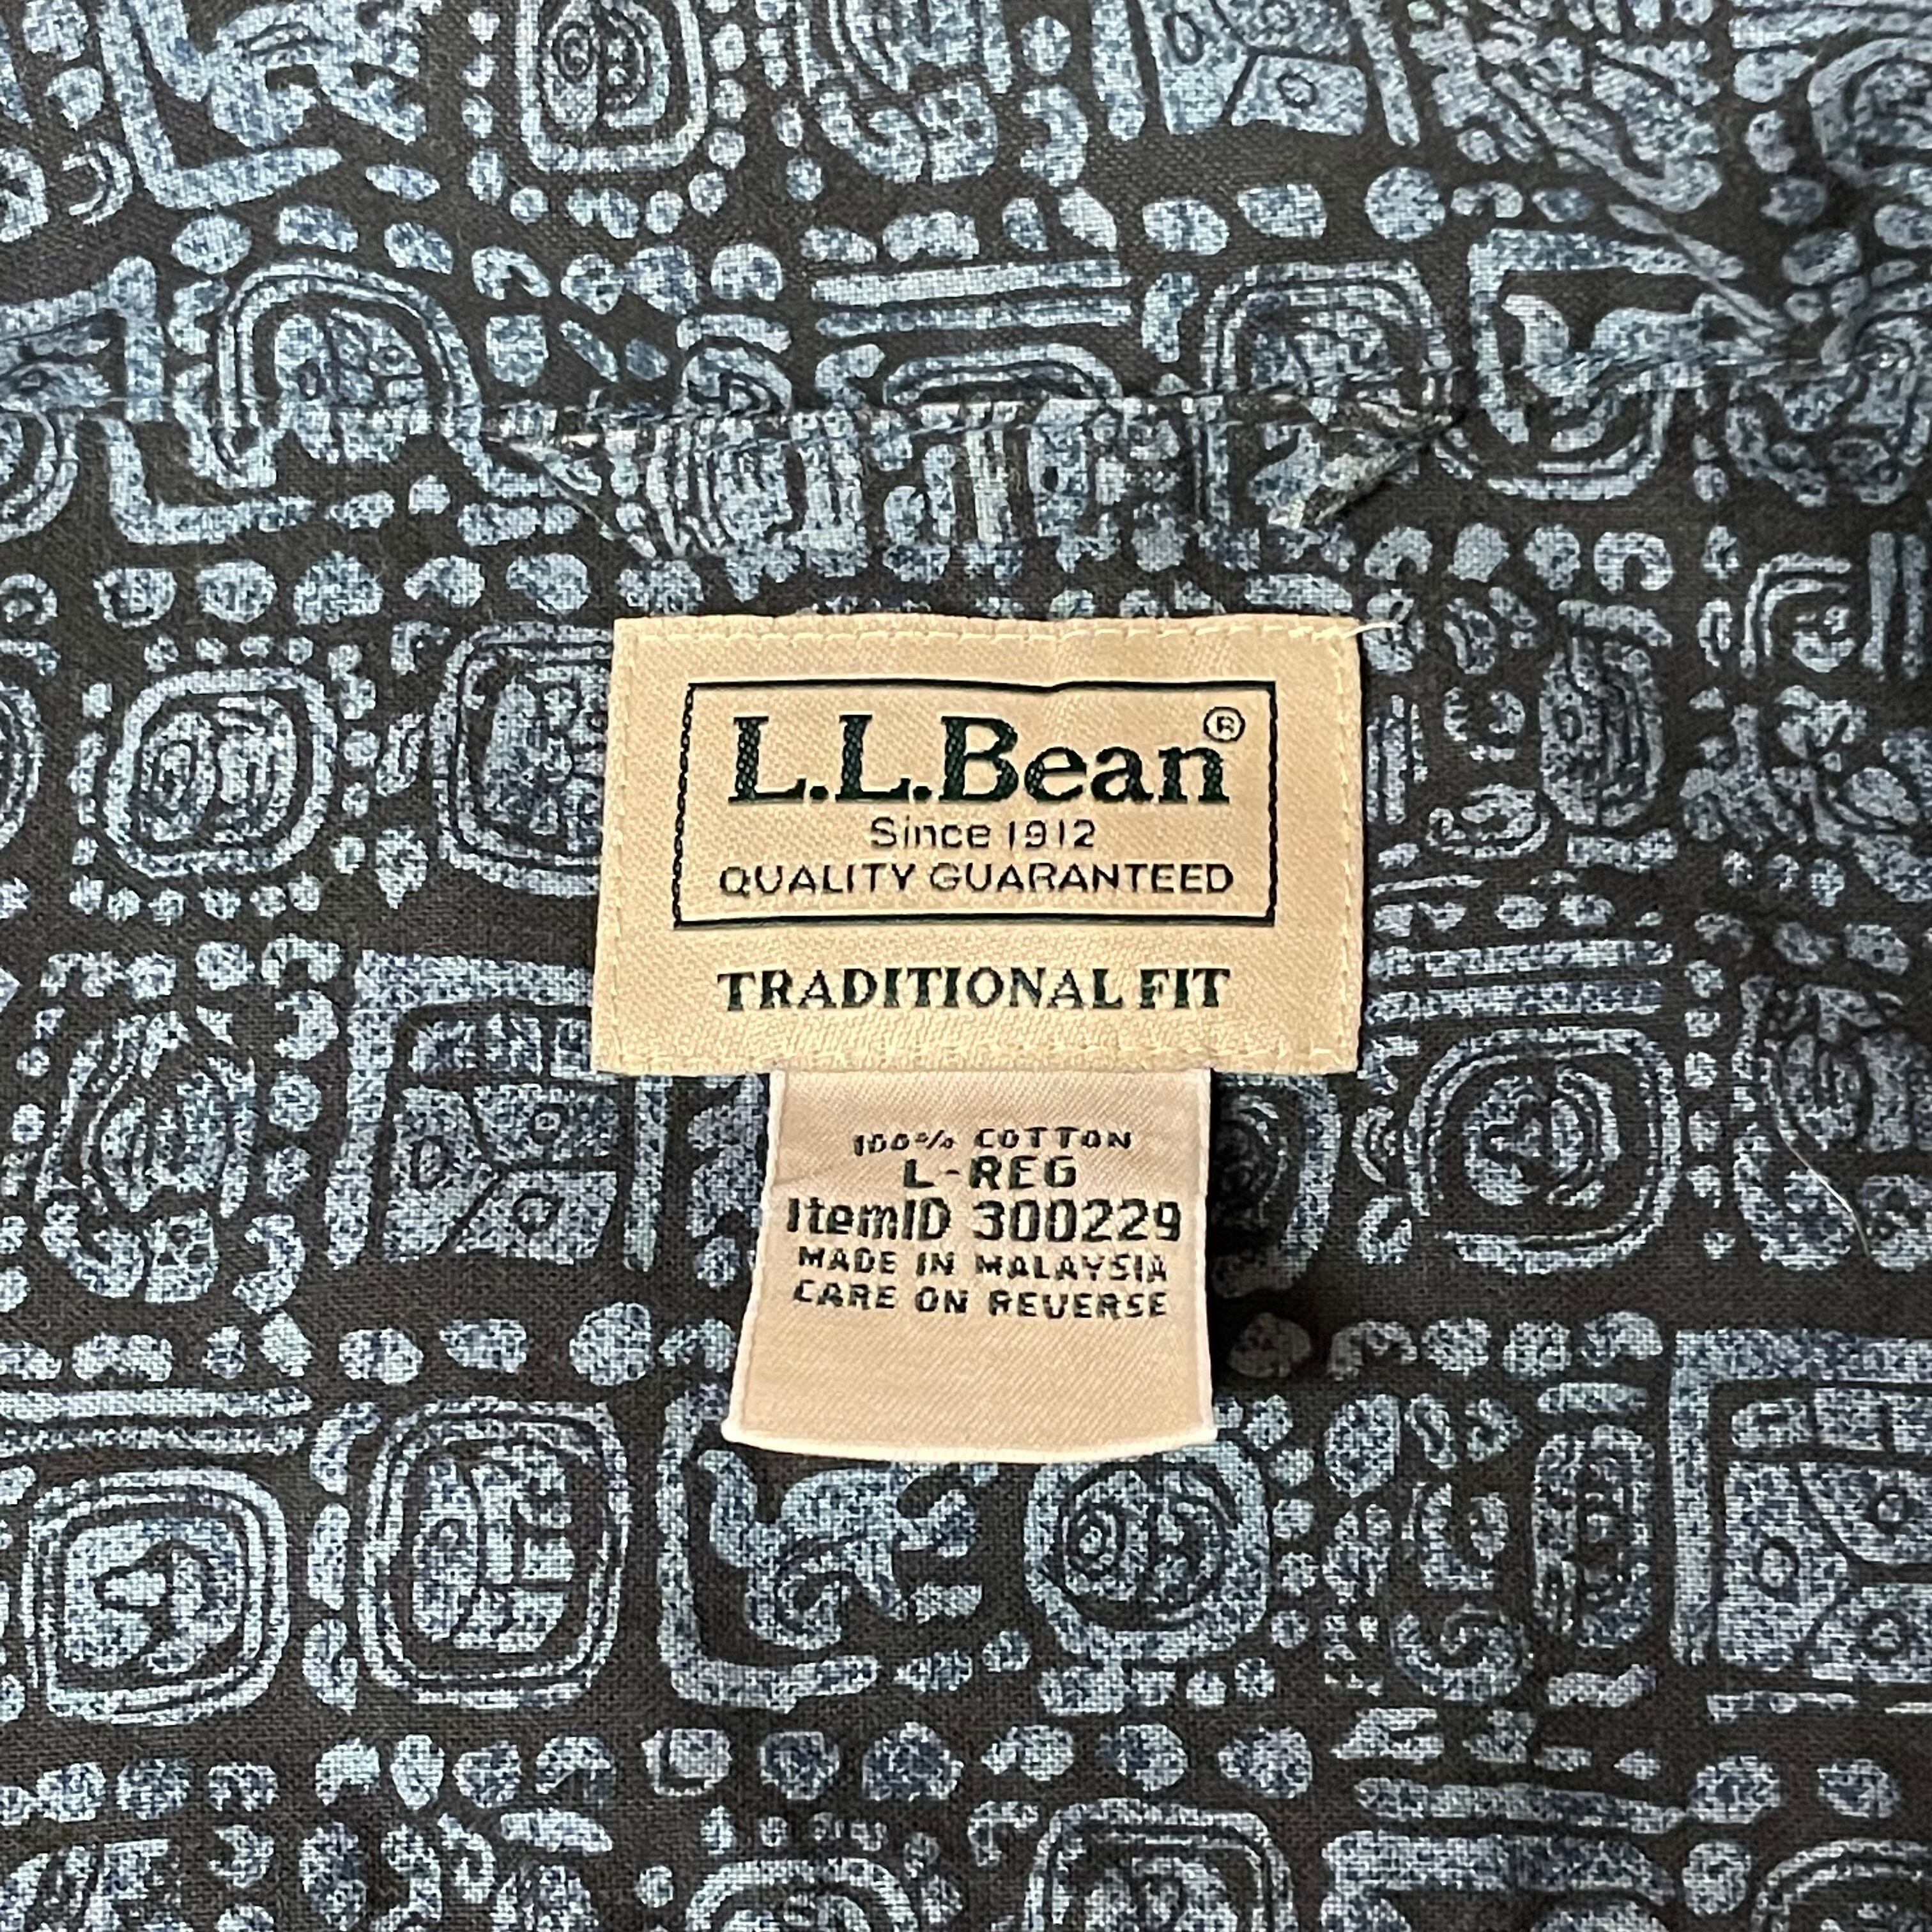 L.L.Bean®
Since 1912
QUALITY GUARANTEED
TRADITIONAL FIT
100% COTTON
L-REG
ItemID 300229
MADE IN MALAYSIA
CARE ON REVERSE